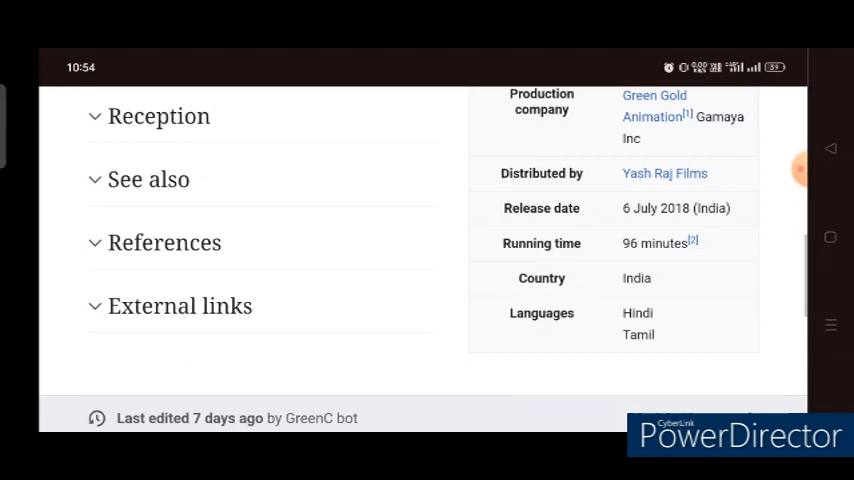 10:54
59
Reception
See also
References
External links
Production company
Green Gold
Animation[1] Gamaya
Inc
Distributed by
Yash Raj Films
Release date
6 July 2018 (India)
Running time
96 minutes[2]
Country
India
Languages
Hindi
Tamil
Last edited 7 days ago by GreenC bot
CyberLink
PowerDirector